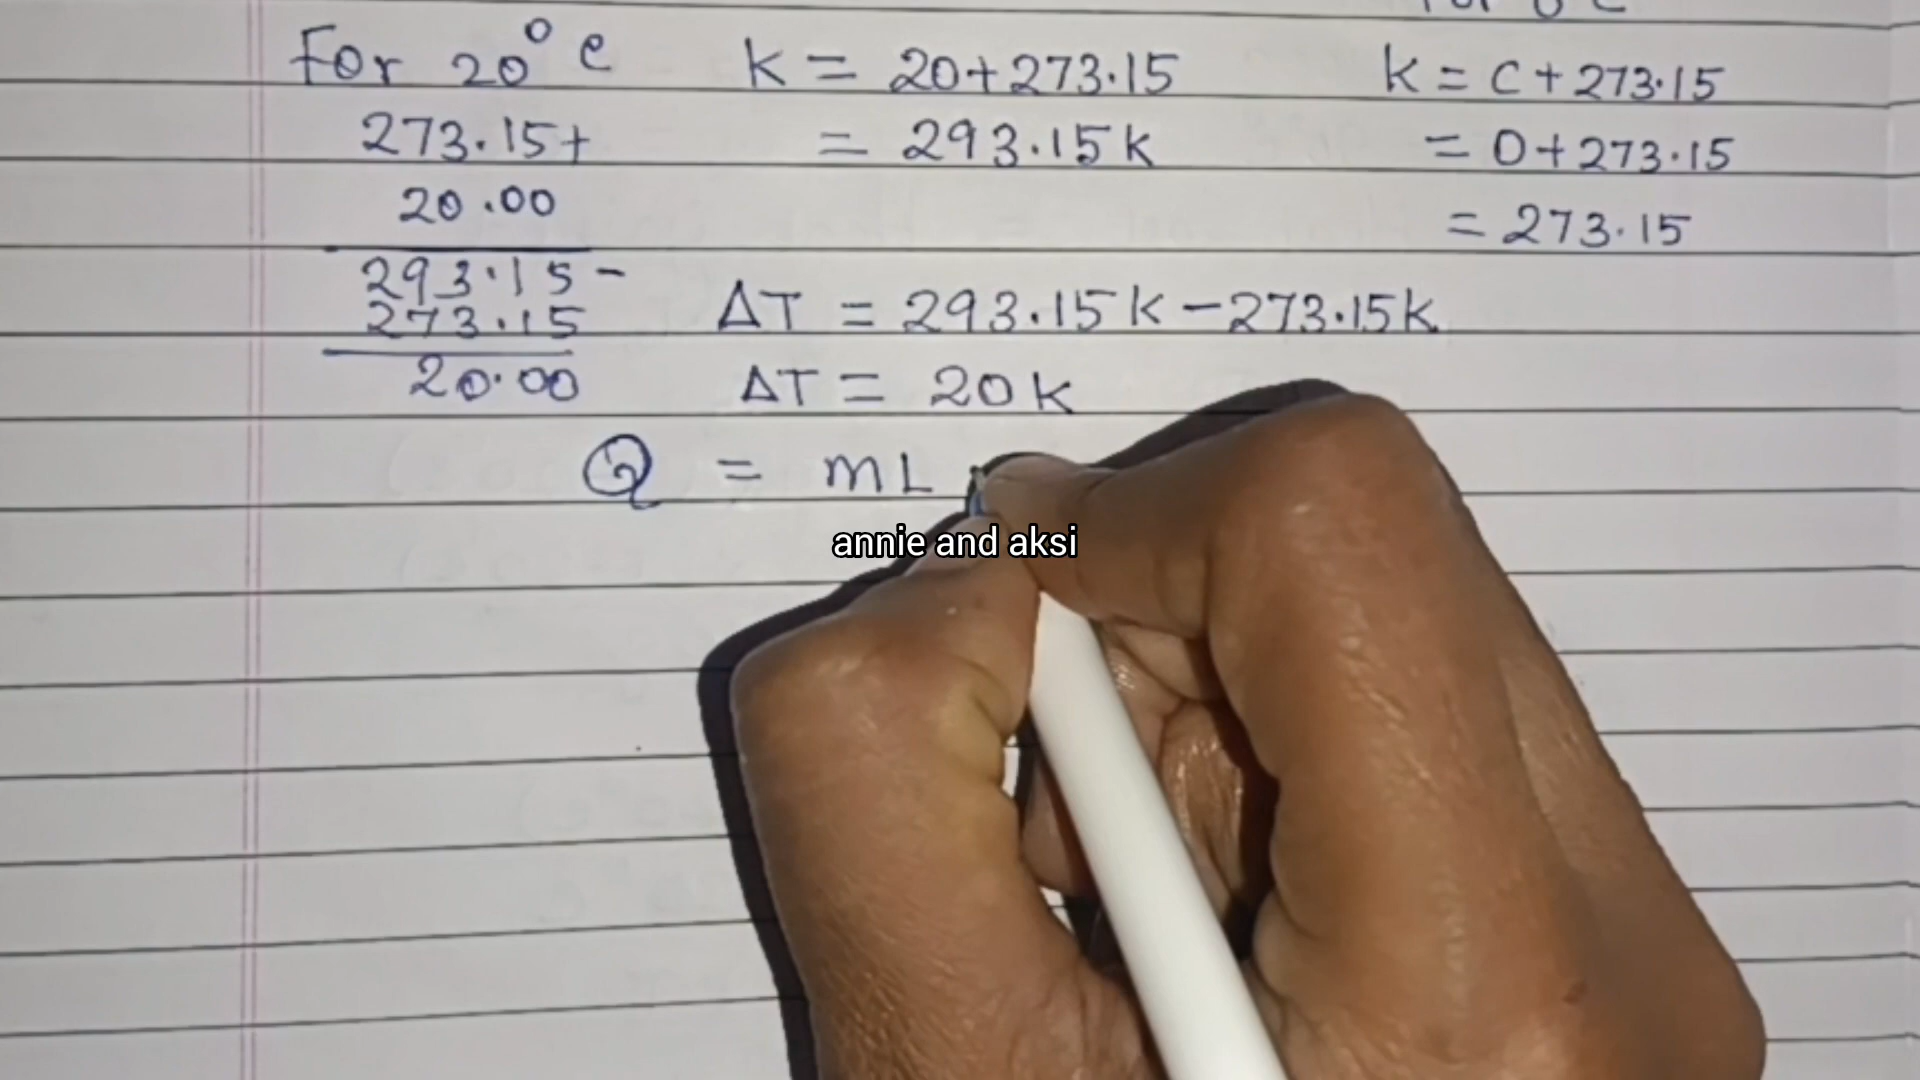 For 20° C K = 20+273.15 K = C+273.15
273.15+ = 293.15K = 0+273.15
20.00 = 273.15
293.15-
273.15 ΔT = 293.15K-273.15K
20.00 ΔT = 20K
Q = mL
annie and aksi